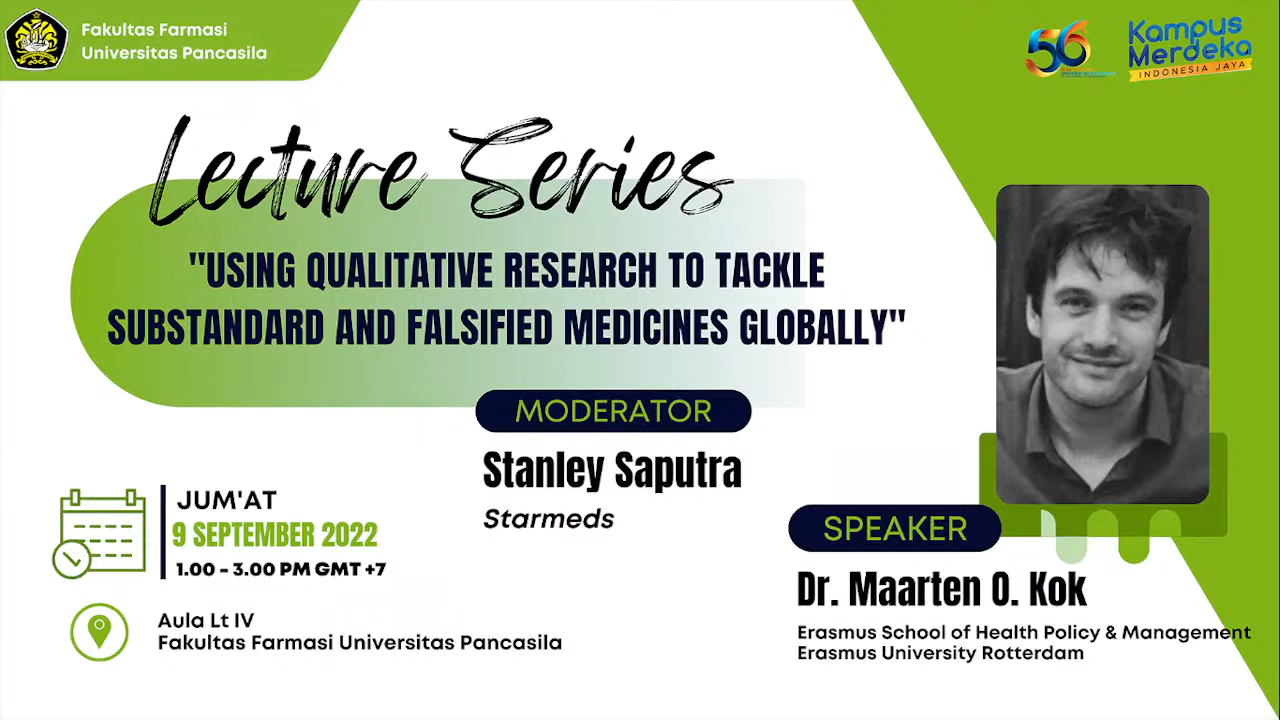 Fakultas Farmasi
Universitas Pancasila
56
Kampus
Merdeka
INDONESIA JAYA
Lecture Series
"USING QUALITATIVE RESEARCH TO TACKLE
SUBSTANDARD AND FALSIFIED MEDICINES GLOBALLY"
MODERATOR
Stanley Saputra
Starmeds
JUM'AT
9 SEPTEMBER 2022
1.00 - 3.00 PM GMT +7
Aula Lt IV
Fakultas Farmasi Universitas Pancasila
SPEAKER
Dr. Maarten O. Kok
Erasmus School of Health Policy & Management
Erasmus University Rotterdam